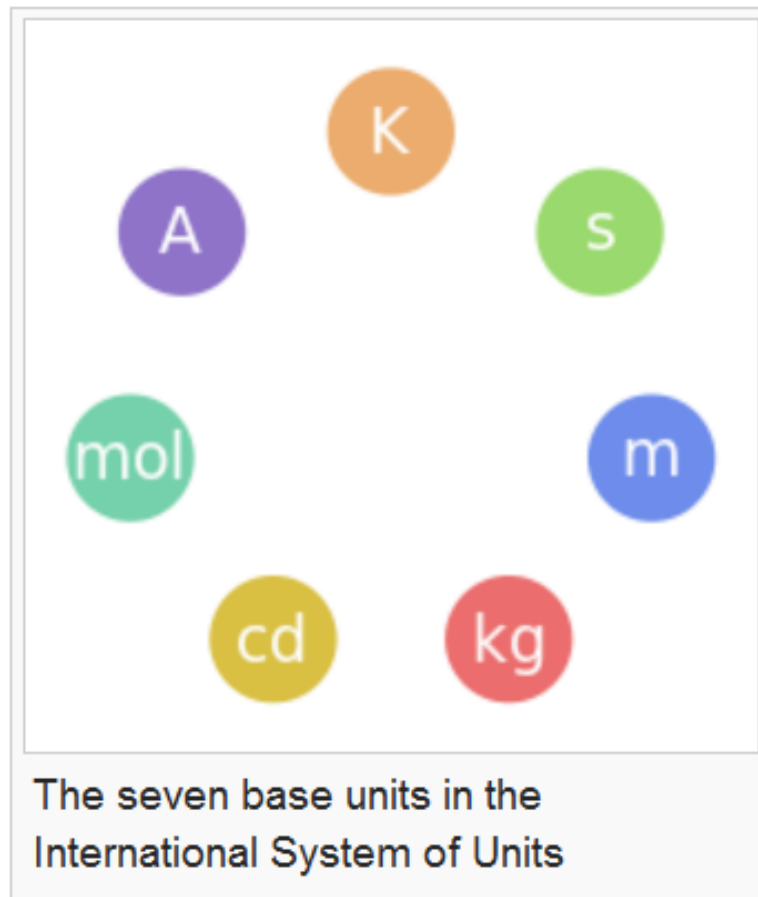 K
A
s
mol
m
cd
kg
The seven base units in the
International System of Units